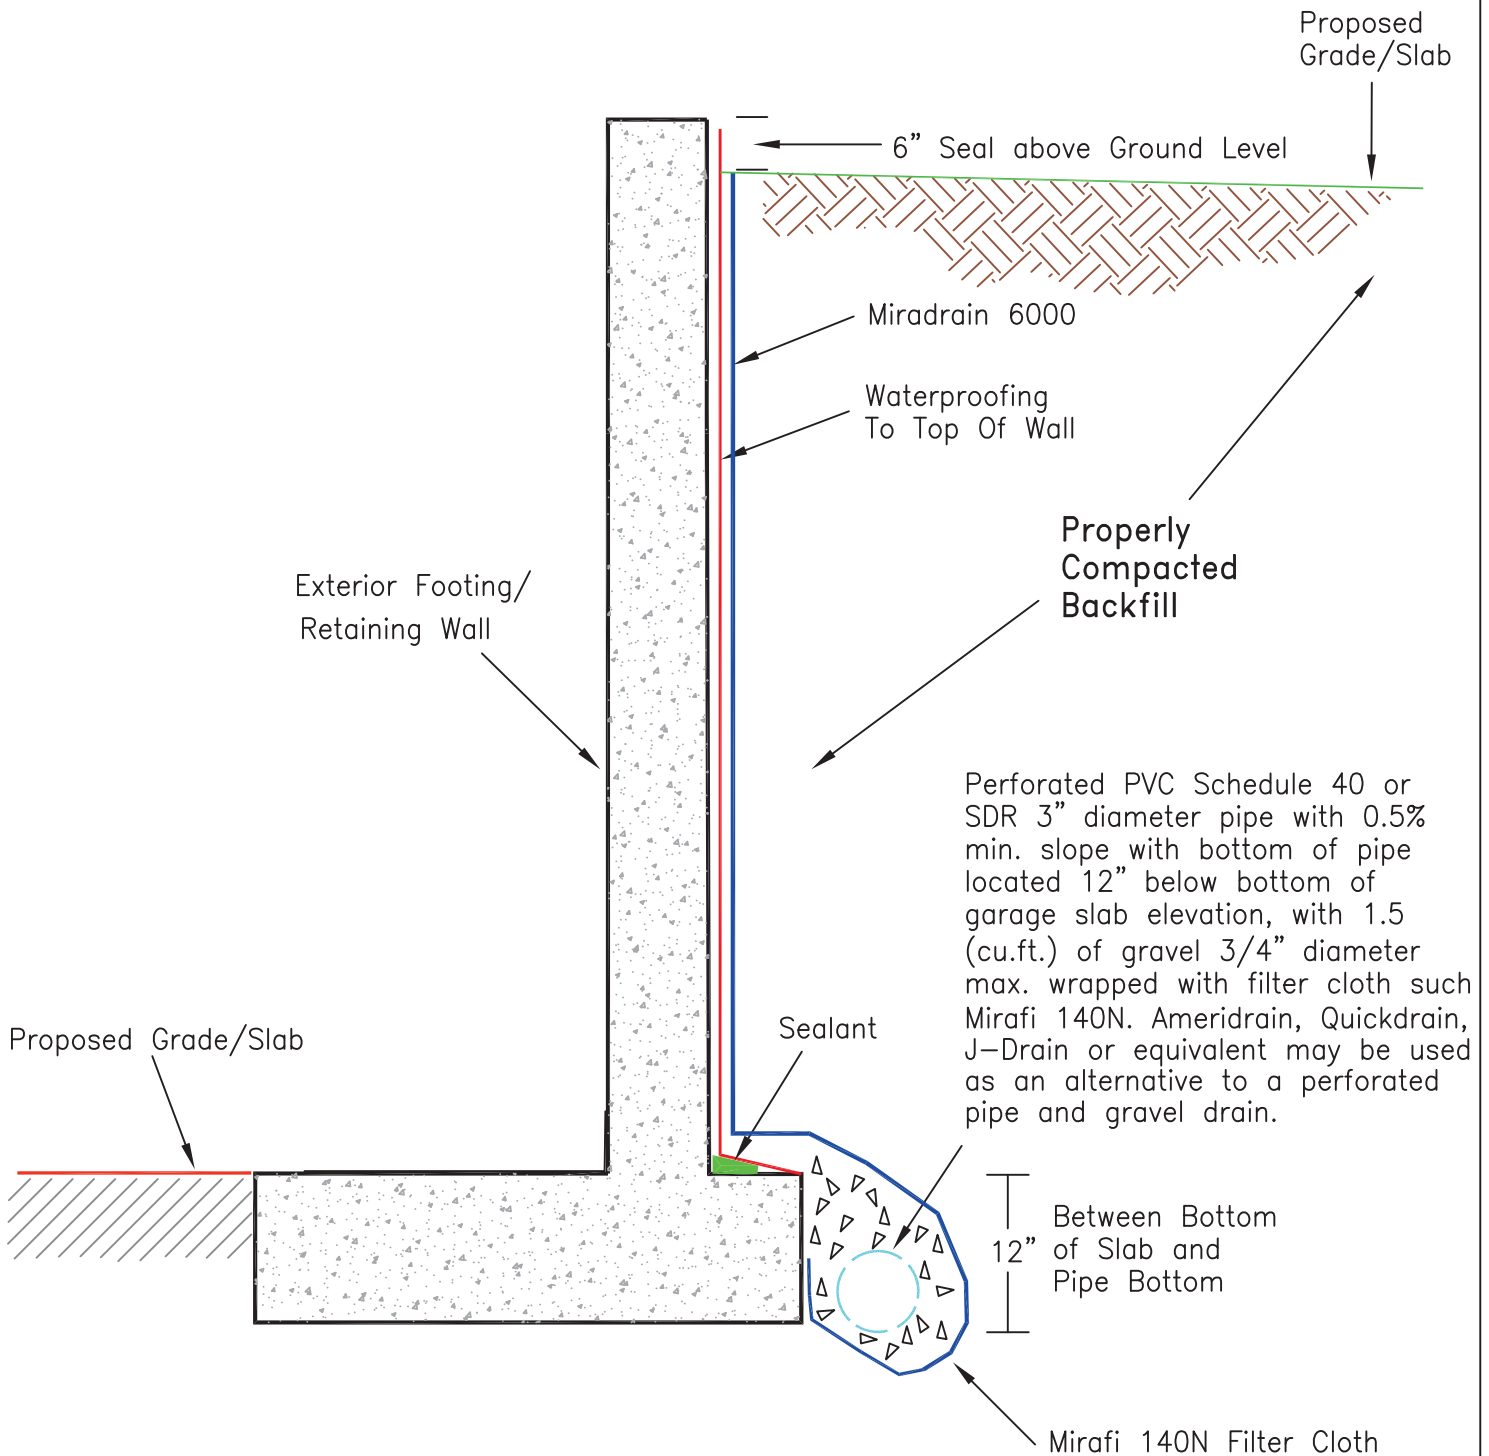 Proposed
Grade/Slab
6” Seal above Ground Level
Miradrain 6000
Waterproofing
To Top Of Wall
Properly
Compacted
Backfill
Exterior Footing/
Retaining Wall
Perforated PVC Schedule 40 or
SDR 3” diameter pipe with 0.5%
min. slope with bottom of pipe
located 12” below bottom of
garage slab elevation, with 1.5
(cu.ft.) of gravel 3/4” diameter
max. wrapped with filter cloth such
Mirafi 140N. Ameridrain, Quickdrain,
J-Drain or equivalent may be used
as an alternative to a perforated
pipe and gravel drain.
Sealant
Proposed Grade/Slab
Between Bottom
12” of Slab and
Pipe Bottom
Mirafi 140N Filter Cloth